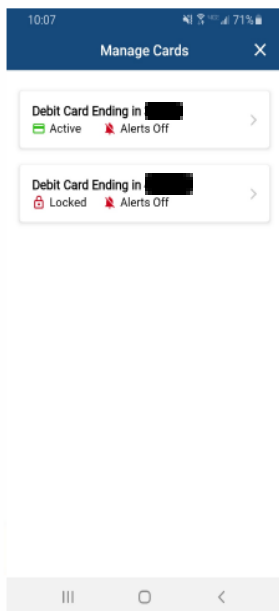 10:07 71%
Manage Cards
Debit Card Ending in
Active Alerts Off
Debit Card Ending in
Locked Alerts Off